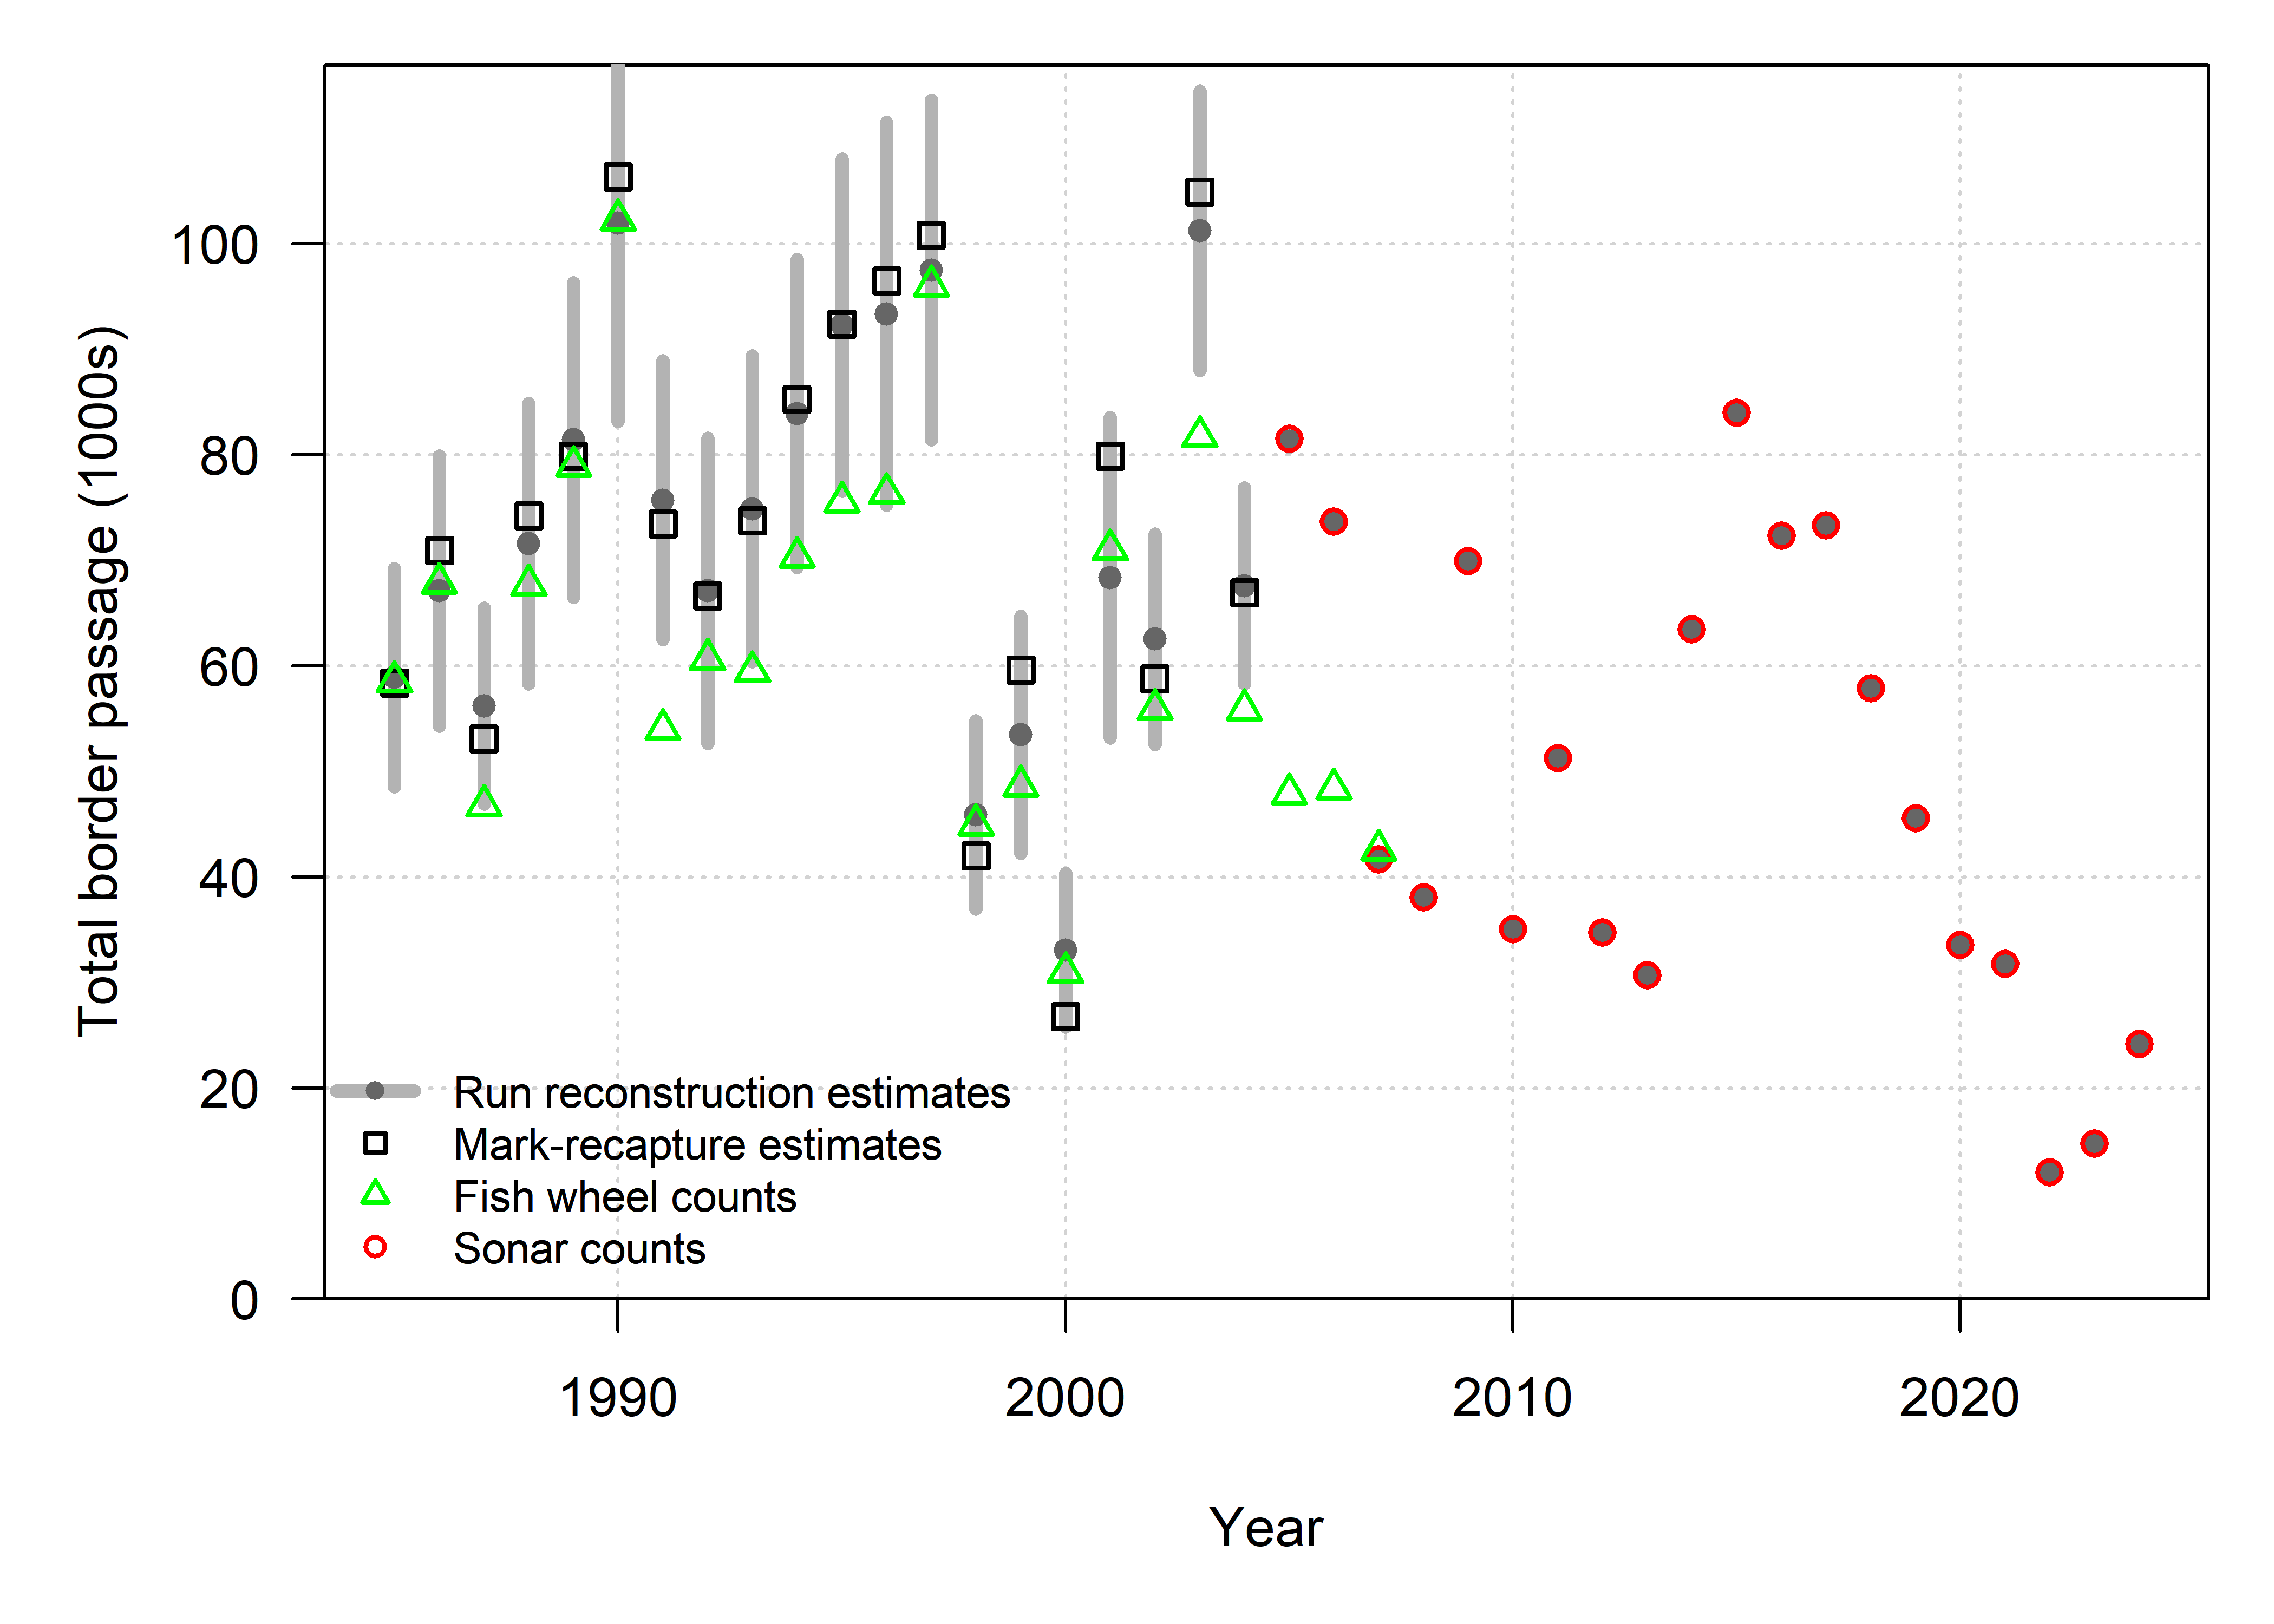 Total border passage (1000s)
100
80
60
40
20
0
Run reconstruction estimates
Mark-recapture estimates
Fish wheel counts
Sonar counts
1990 2000 2010 2020
Year